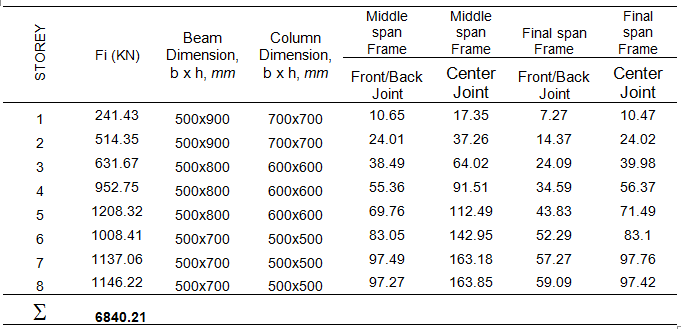 STOREY Fi (KN) Beam Dimension, b x h, mm Column Dimension, b x h, mm Middle span Frame Middle span Frame Final span Frame Final span Frame
Front/Back Joint Center Joint Front/Back Joint Center Joint
1 241.43 500x900 700x700 10.65 17.35 7.27 10.47
2 514.35 500x900 700x700 24.01 37.26 14.37 24.02
3 631.67 500x800 600x600 38.49 64.02 24.09 39.98
4 952.75 500x800 600x600 55.36 91.51 34.59 56.37
5 1208.32 500x800 600x600 69.76 112.49 43.83 71.49
6 1008.41 500x700 500x500 83.05 142.95 52.29 83.1
7 1137.06 500x700 500x500 97.49 163.18 57.27 97.76
8 1146.22 500x700 500x500 97.27 163.85 59.09 97.42
Σ 6840.21